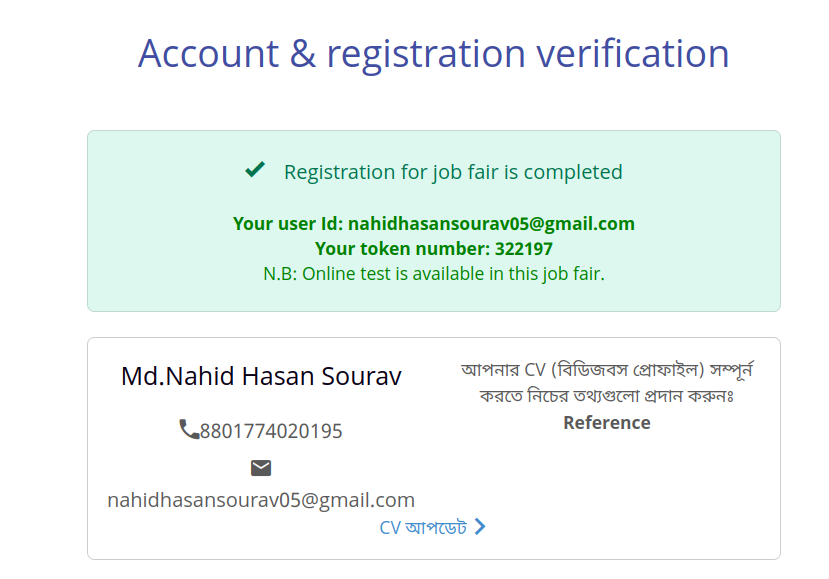 Account & registration verification
Registration for job fair is completed
Your user Id: nahidhasansourav05@gmail.com
Your token number: 322197
N.B: Online test is available in this job fair.
Md.Nahid Hasan Sourav
8801774020195
nahidhasansourav05@gmail.com
আপনার CV (বিডিজবস প্রোফাইল) সম্পূর্ন
করতে নিচের তথ্যগুলো প্রদান করুনঃ
Reference
CV আপডেট